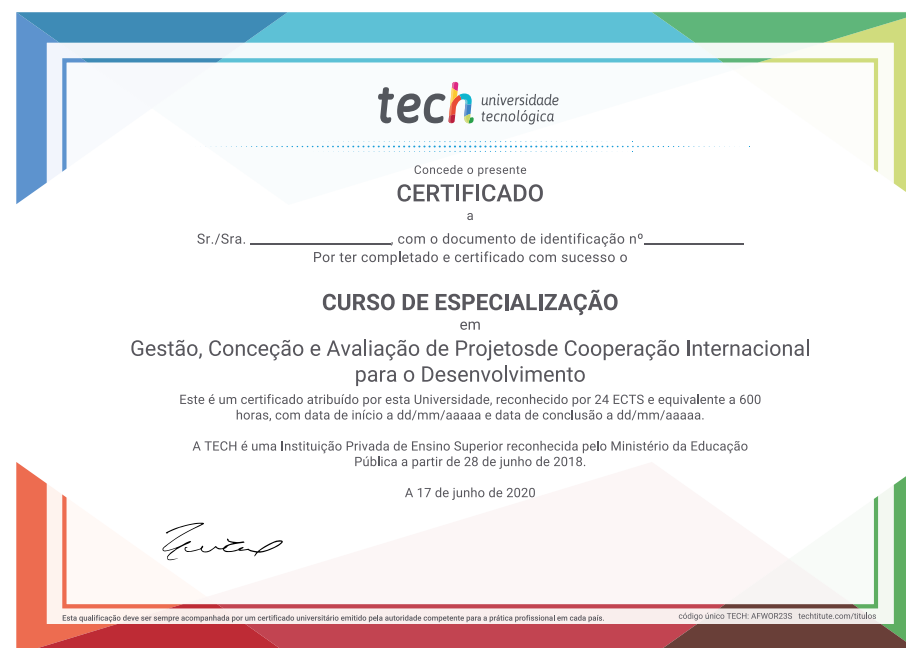 tech universidade
tecnológica
Concede o presente
CERTIFICADO
a
Sr./Sra. ____________, com o documento de identificação nº____________
Por ter completado e certificado com sucesso o
CURSO DE ESPECIALIZAÇÃO
em
Gestão, Conceção e Avaliação de Projetosde Cooperação Internacional
para o Desenvolvimento
Este é um certificado atribuído por esta Universidade, reconhecido por 24 ECTS e equivalente a 600
horas, com data de início a dd/mm/aaaaa e data de conclusão a dd/mm/aaaaa.
A TECH é uma Instituição Privada de Ensino Superior reconhecida pelo Ministério da Educação
Pública a partir de 28 de junho de 2018.
A 17 de junho de 2020
Esta qualificação deve ser sempre acompanhada por um certificado universitário emitido pela autoridade competente para a prática profissional em cada país.
código único TECH: AFWOR23S techtitute.com/titulos